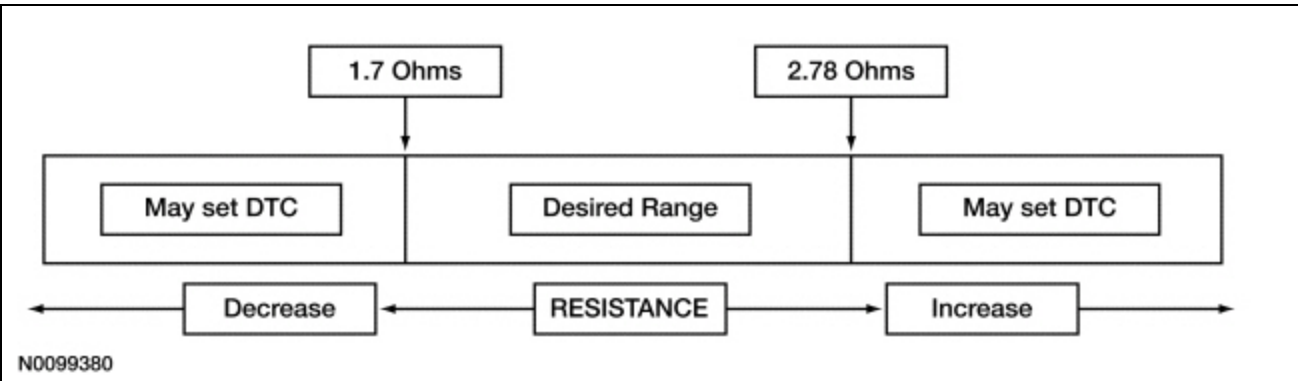 1.7 Ohms
2.78 Ohms
May set DTC
Desired Range
May set DTC
Decrease
RESISTANCE
Increase
N0099380